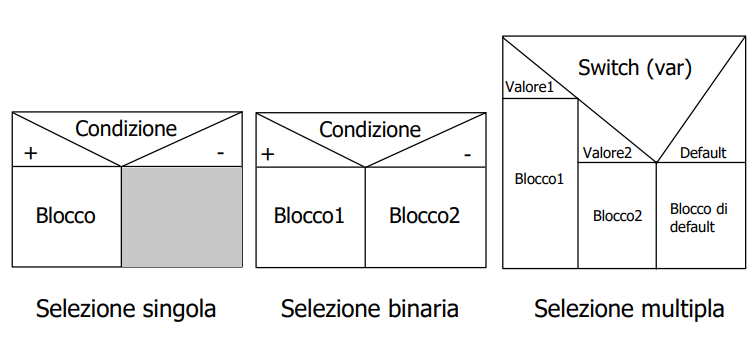 Condizione
+
-
Blocco
Selezione singola
Condizione
+
-
Blocco1
Blocco2
Selezione binaria
Switch (var)
Valore1
Valore2
Default
Blocco1
Blocco2
Blocco di
default
Selezione multipla